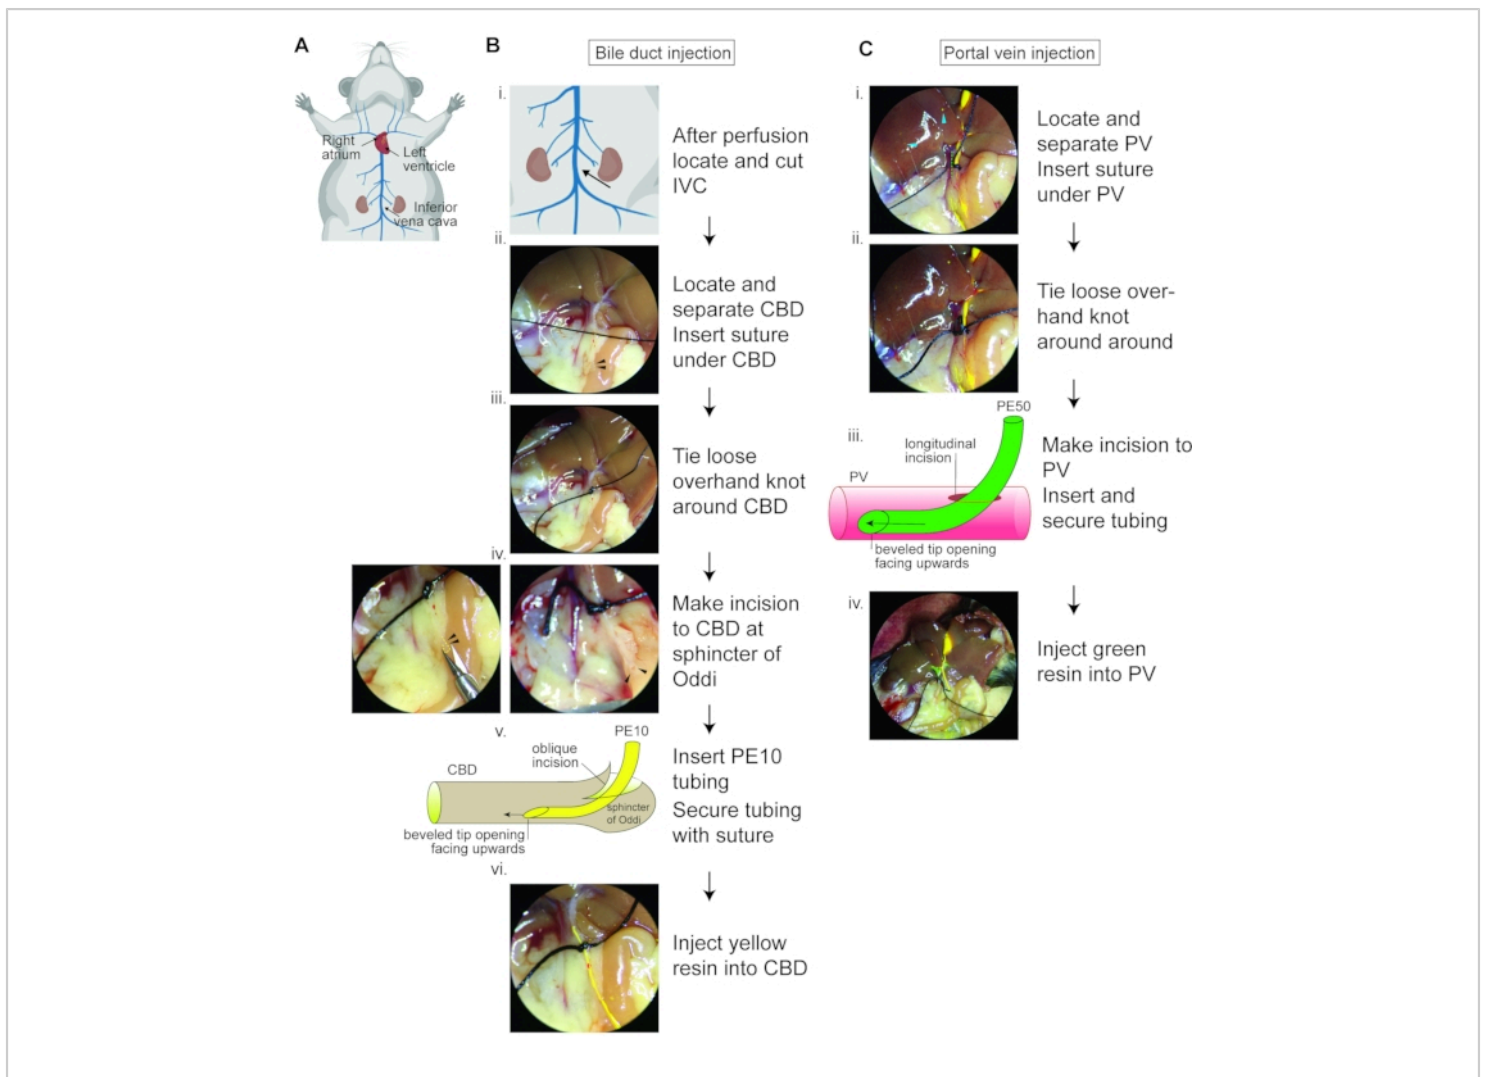 A
Right
atrium
Left
ventricle
Inferior
vena cava
B
Bile duct injection
i.
After perfusion
locate and cut
IVC
ii.
Locate and
separate CBD
Insert suture
under CBD
iii.
Tie loose
overhand knot
around CBD
iv.
Make incision
to CBD at
sphincter of
Oddi
v.
PE10
oblique
incision
CBD
sphincter
of Oddi
beveled tip opening
facing upwards
Insert PE10
tubing
Secure tubing
with suture
vi.
Inject yellow
resin into CBD
C
Portal vein injection
i.
Locate and
separate PV
Insert suture
under PV
ii.
Tie loose over-
hand knot
around around
iii.
PE50
longitudinal
incision
PV
beveled tip opening
facing upwards
Make incision to
PV
Insert and
secure tubing
iv.
Inject green
resin into PV